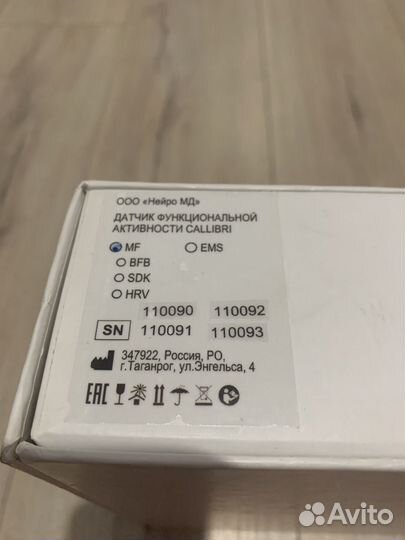 ООО «Нейро МД»
ДАТЧИК ФУНКЦИОНАЛЬНОЙ
АКТИВНОСТИ CALLIBRI
MF EMS
BFB
SDK
HRV
110090 110092
SN 110091 110093
347922, Россия, РО,
г.Таганрог, ул.Энгельса, 4
EAC
Avito